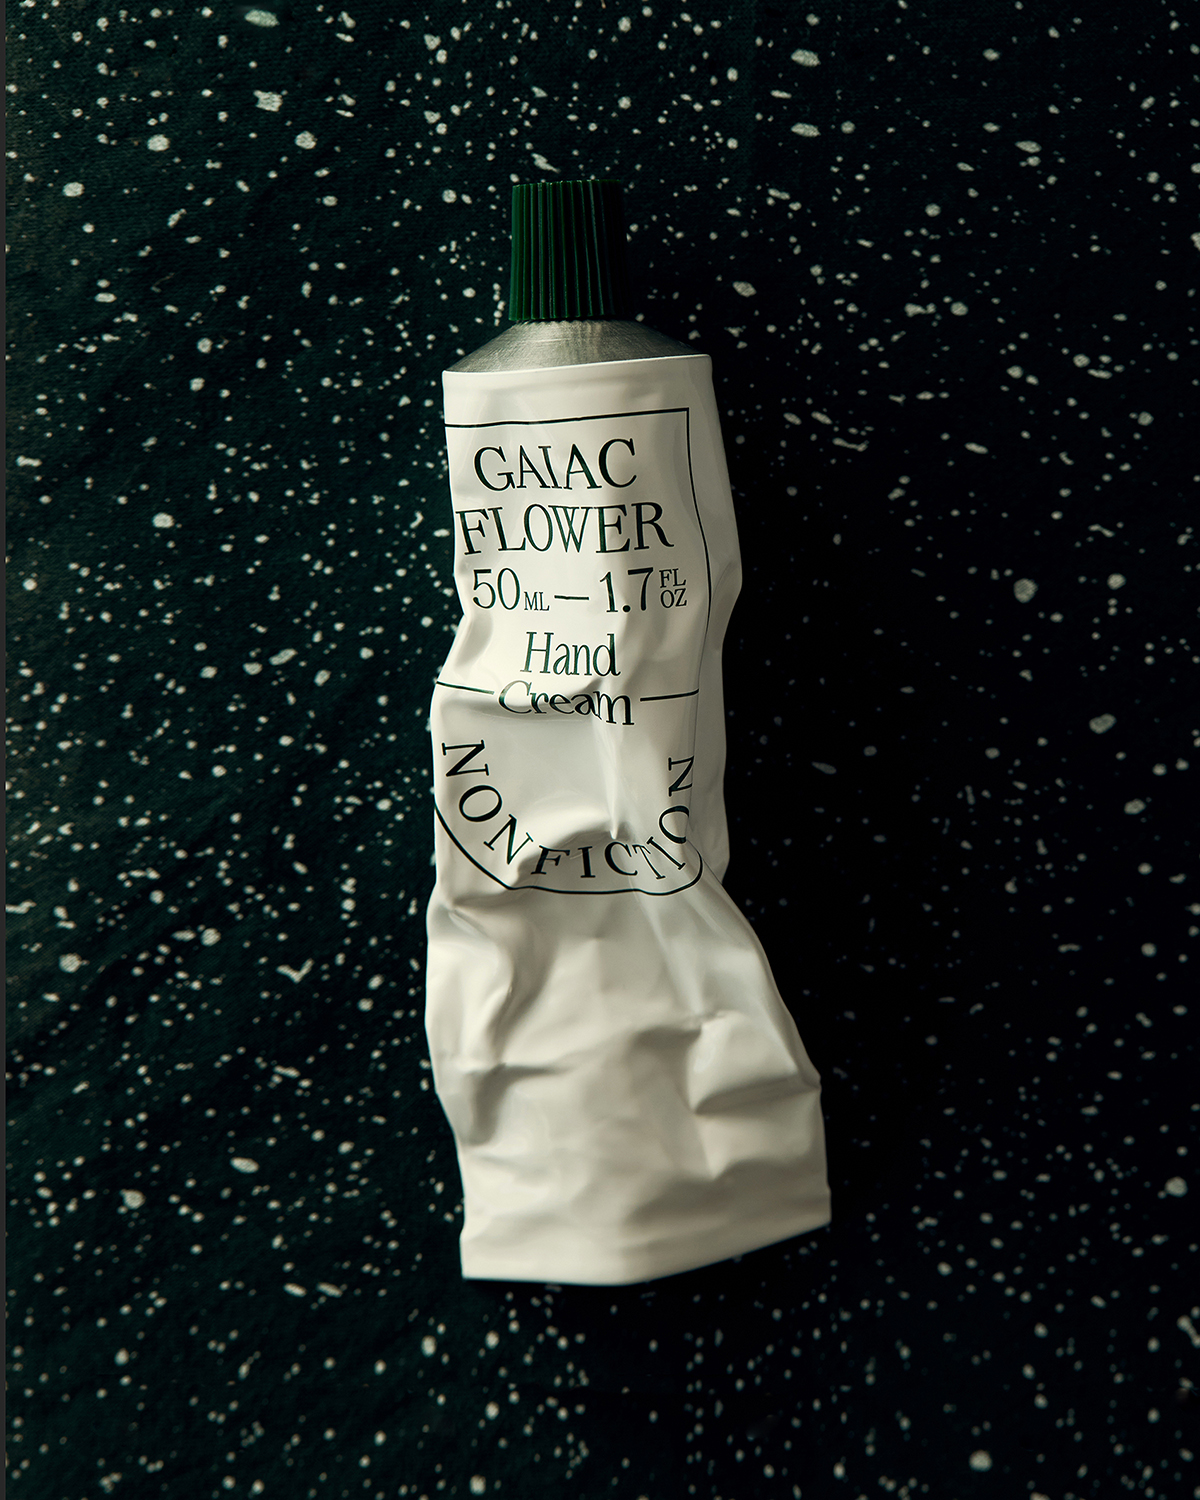 GAIAC
FLOWER
50ML — 1.7 FL OZ
Hand
Cream
NONFICTION